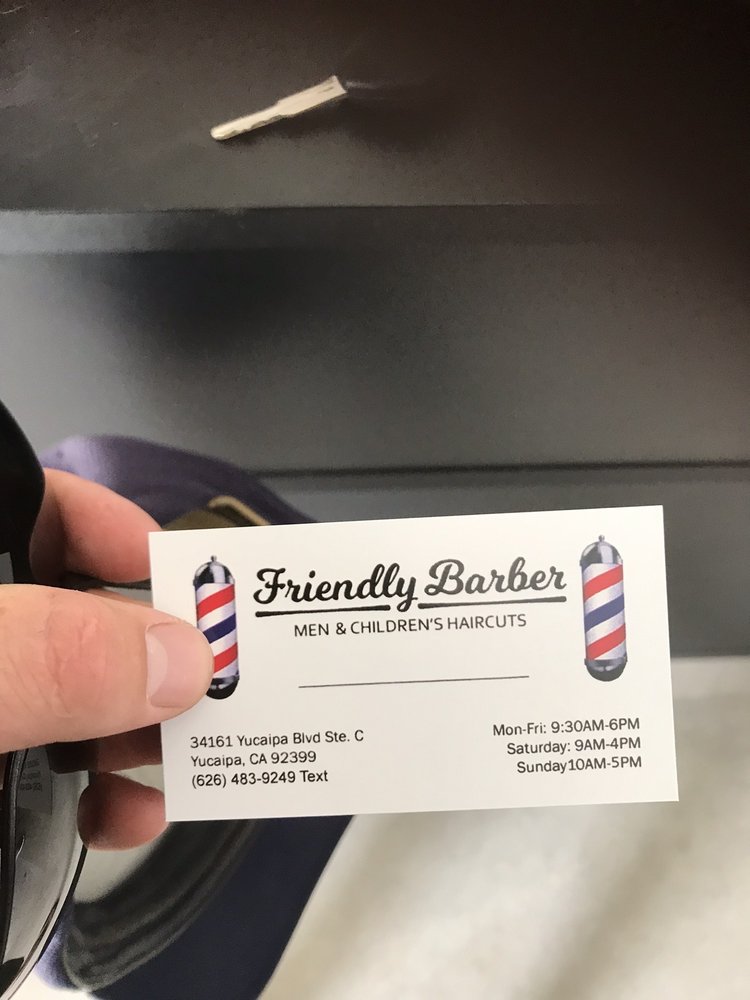 Friendly Barber
MEN & CHILDREN'S HAIRCUTS
34161 Yucaipa Blvd Ste. C
Yucaipa, CA 92399
(626) 483-9249 Text
Mon-Fri: 9:30AM-6PM
Saturday: 9AM-4PM
Sunday10AM-5PM